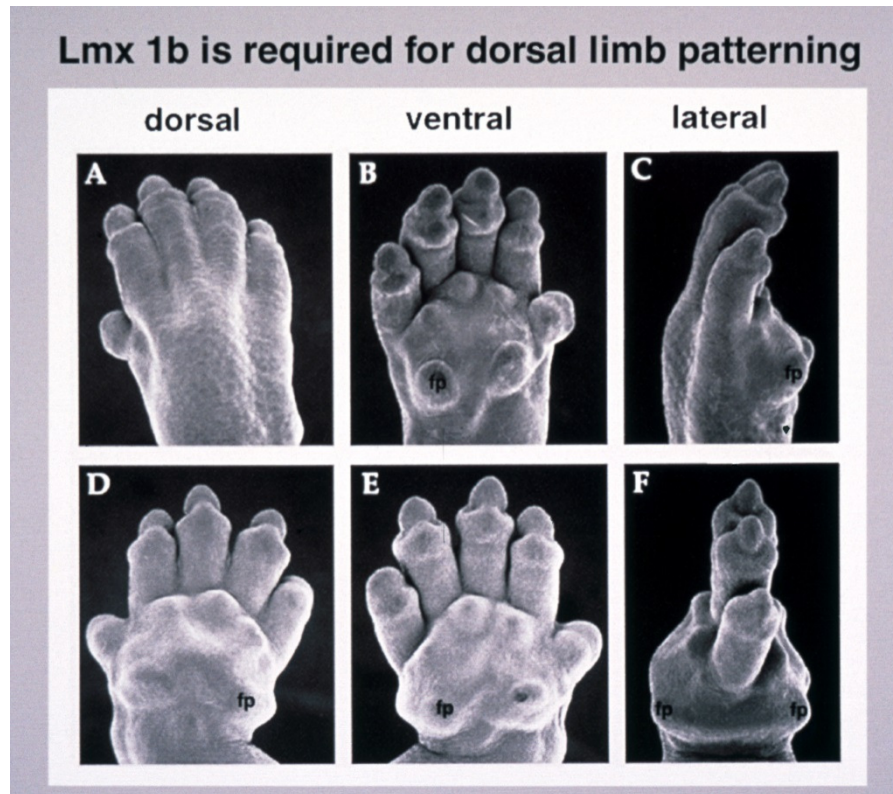 Lmx 1b is required for dorsal limb patterning
dorsal ventral lateral
A B C
fp fp
D E F
fp fp fp fp